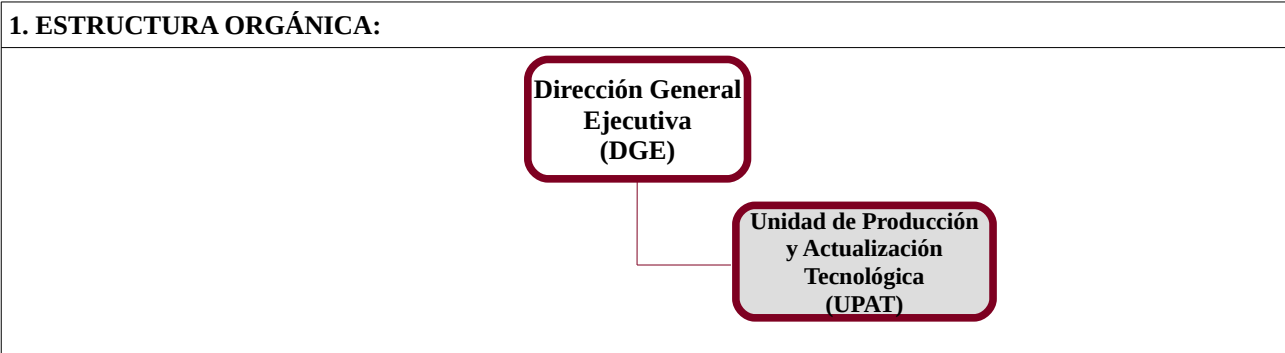 1. ESTRUCTURA ORGÁNICA:
Dirección General
Ejecutiva
(DGE)
Unidad de Producción
y Actualización
Tecnológica
(UPAT)